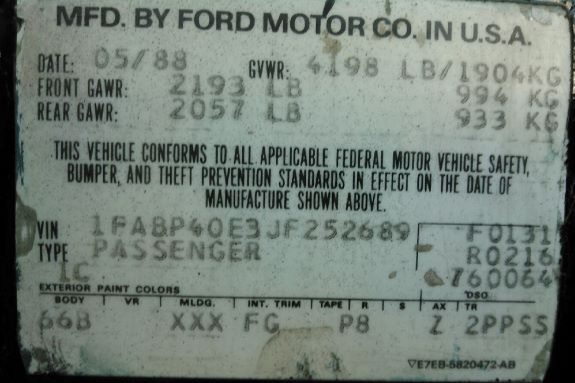 MFD. BY FORD MOTOR CO. IN U.S.A.
DATE: 05/88 GVWR: 4198 LB/1904KG
FRONT GAWR: 2193 LB 994 KG
REAR GAWR: 2057 LB 933 KG
THIS VEHICLE CONFORMS TO ALL APPLICABLE FEDERAL MOTOR VEHICLE SAFETY,
BUMPER, AND THEFT PREVENTION STANDARDS IN EFFECT ON THE DATE OF
MANUFACTURE SHOWN ABOVE.
VIN 1FABP40E3JF252689 F0131
TYPE PASSENGER R0216
1C 760064
EXTERIOR PAINT COLORS DSO
BODY VR MLDG. INT. TRIM TAPE R S AX TR
66B XXX FG P8 Z 2PPSS
▽E7EB-5820472-AB